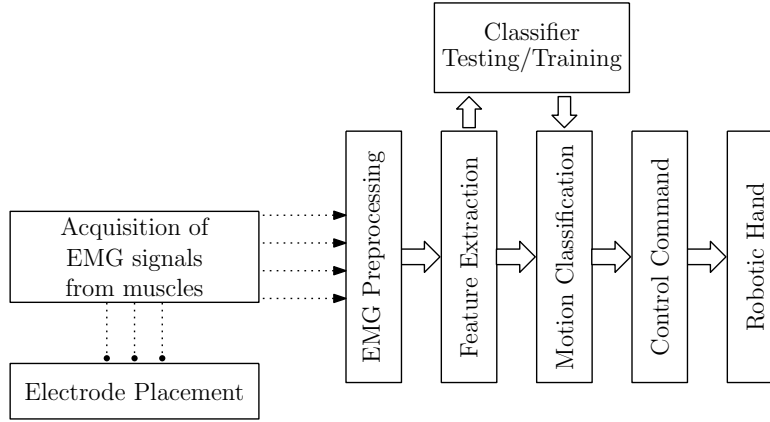 Classifier
Testing/Training
Acquisition of
EMG signals
from muscles
Electrode Placement
EMG Preprocessing
Feature Extraction
Motion Classification
Control Command
Robotic Hand